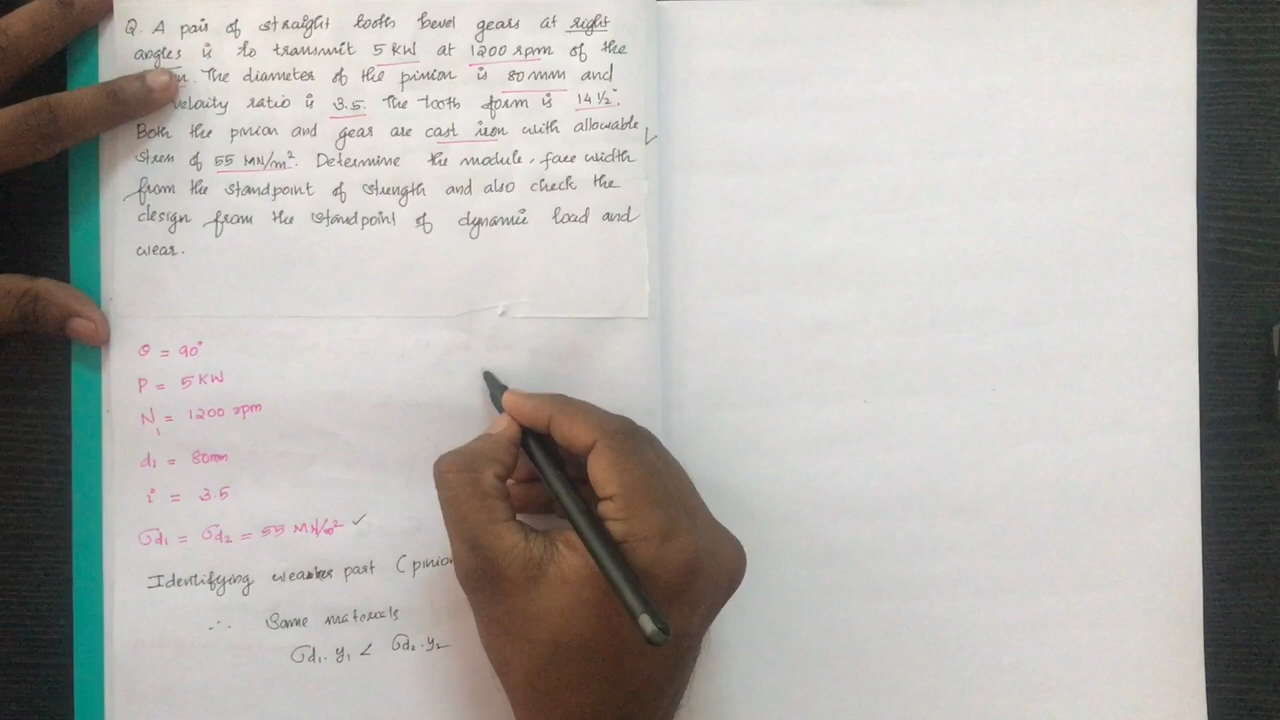 Q. A pair of straight tooth bevel gears at right
angles is to transmit 5 KW at 1200 rpm of the
The diameter of the pinion is 80 mm and
velocity ratio is 3.5. The tooth form is 14 ½°.
Both the pinion and gear are cast iron with allowable
stress of 55 MN/m². Determine the module, face width
from the standpoint of strength and also check the
design from the standpoint of dynamic load and
wear.
θ = 90°
P = 5 KW
N₁ = 1200 rpm
d₁ = 80mm
i = 3.5
σd₁ = σd₂ = 55 MN/m² ✓
Identifying weaker part (pinion
∴ Same materials
σd₁. y₁ < σd₂. y₂